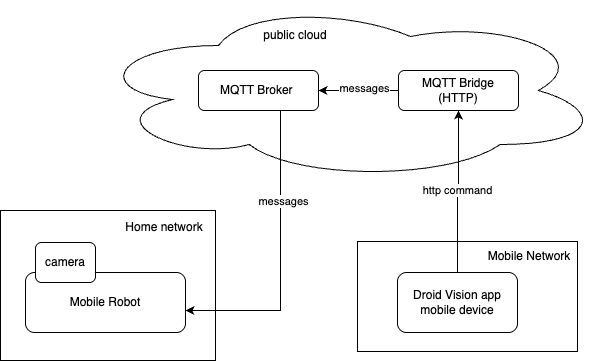 public cloud
MQTT Broker
messages
MQTT Bridge
(HTTP)
messages
http command
Home network
camera
Mobile Robot
Mobile Network
Droid Vision app
mobile device